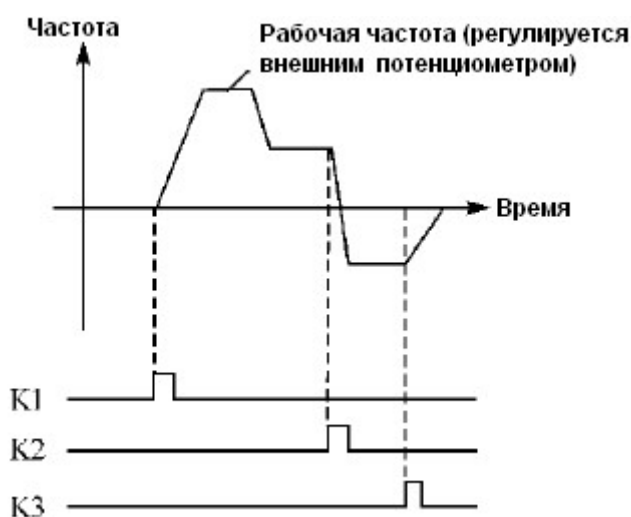 Частота
Рабочая частота (регулируется
внешним потенциометром)
Время
K1
K2
K3